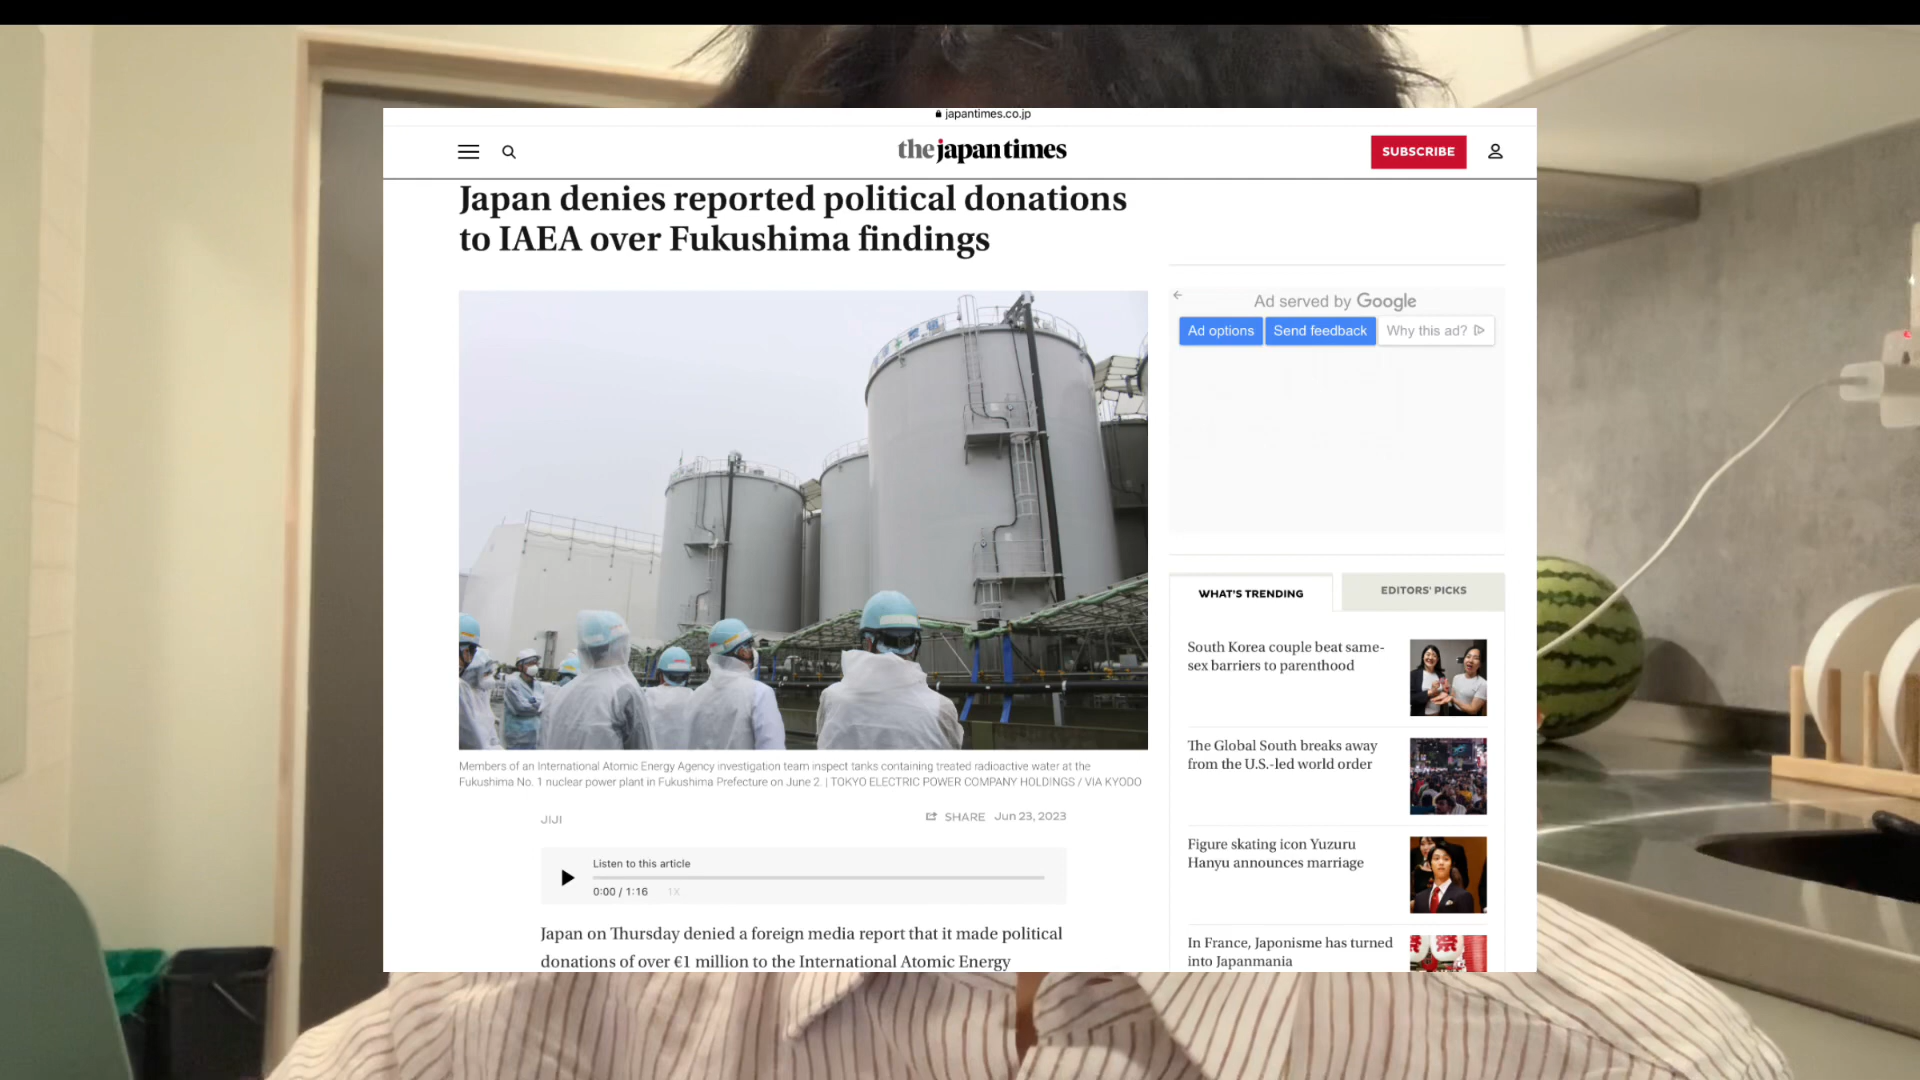 japantimes.co.jp
the japan times
SUBSCRIBE
Japan denies reported political donations
to IAEA over Fukushima findings
Ad served by Google
Ad options
Send feedback
Why this ad?
Members of an International Atomic Energy Agency investigation team inspect tanks containing treated radioactive water at the
Fukushima No. 1 nuclear power plant in Fukushima Prefecture on June 2. | TOKYO ELECTRIC POWER COMPANY HOLDINGS / VIA KYODO
JIJI
SHARE
Jun 23, 2023
Listen to this article
0:00 / 1:16
1X
Japan on Thursday denied a foreign media report that it made political
donations of over €1 million to the International Atomic Energy
WHAT'S TRENDING
EDITORS' PICKS
South Korea couple beat same-
sex barriers to parenthood
The Global South breaks away
from the U.S.-led world order
Figure skating icon Yuzuru
Hanyu announces marriage
In France, Japonisme has turned
into Japanmania